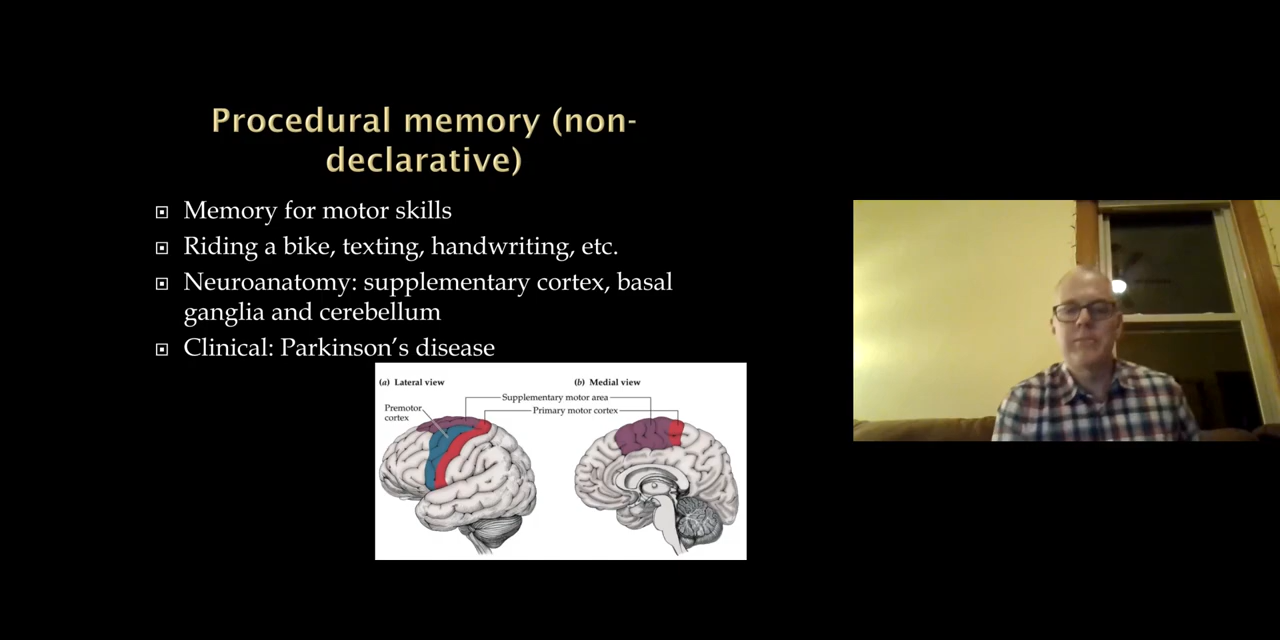 Procedural memory (non-
declarative)
Memory for motor skills
Riding a bike, texting, handwriting, etc.
Neuroanatomy: supplementary cortex, basal
ganglia and cerebellum
Clinical: Parkinson's disease
(a) Lateral view
(b) Medial view
Supplementary motor area
Primary motor cortex
Premotor
cortex